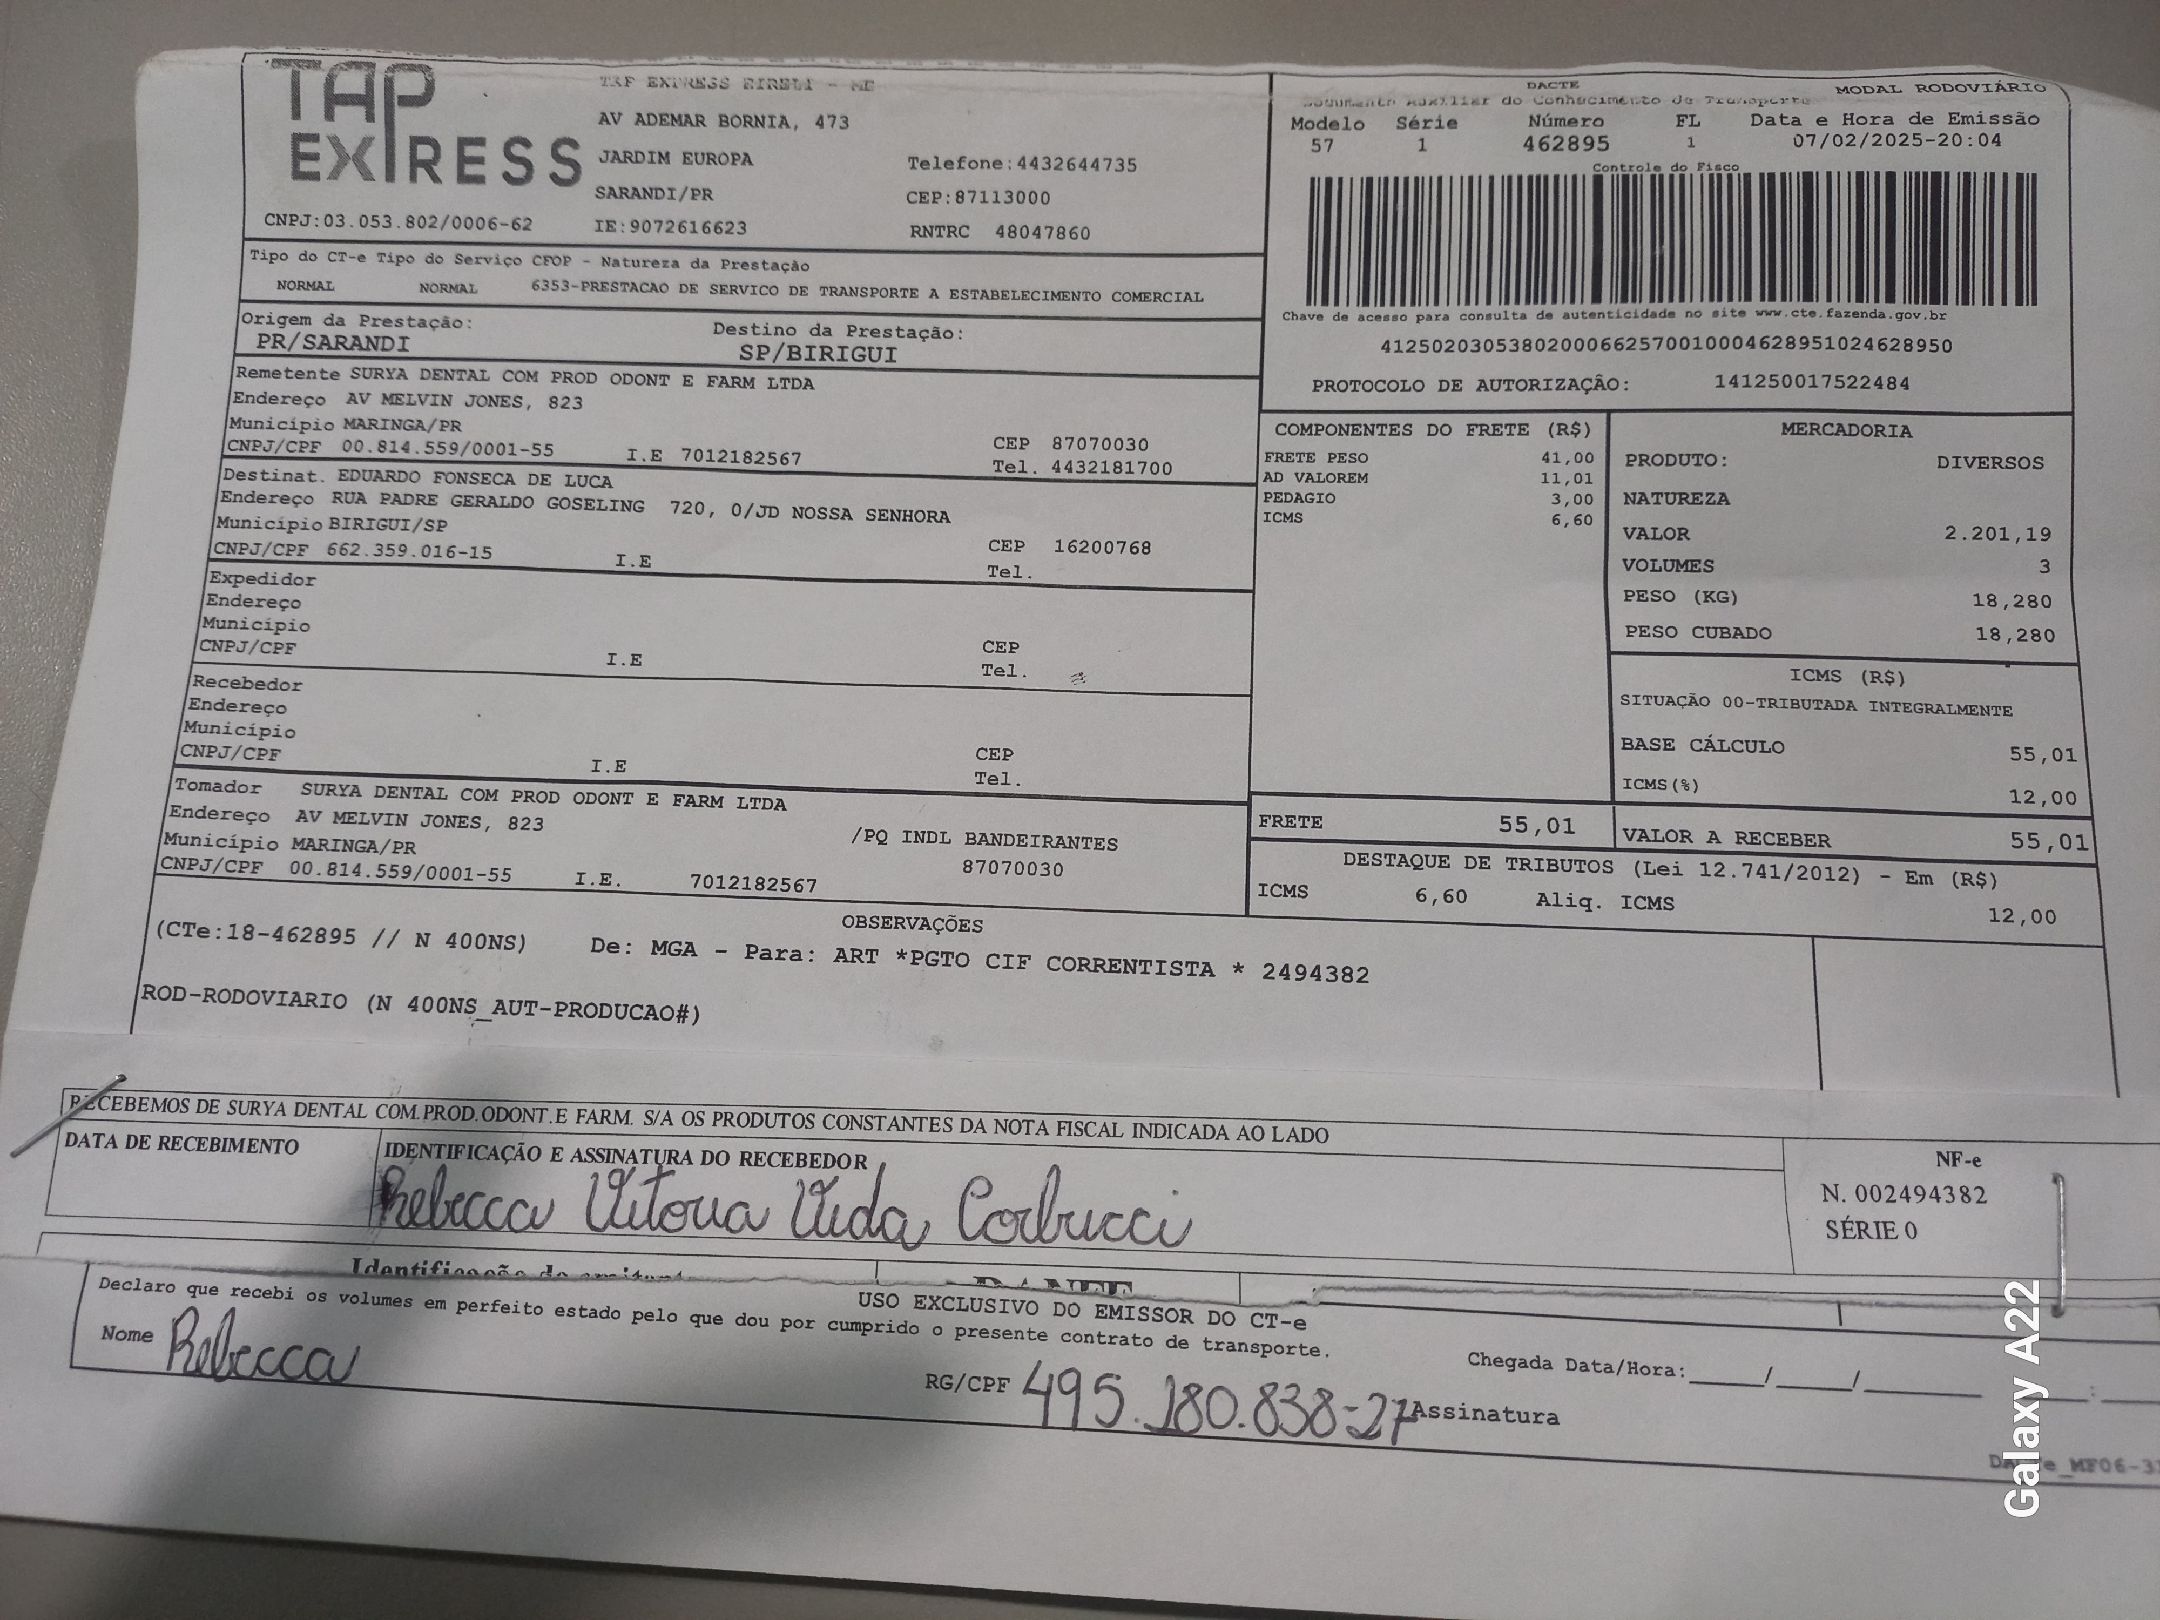 TAP EXPRESS
TAP EXPRESS EIRELI - ME
AV ADEMAR BORNIA, 473
JARDIM EUROPA Telefone:4432644735
SARANDI/PR CEP:87113000
CNPJ:03.053.802/0006-62 IE:9072616623 RNTRC 48047860
DACTE MODAL RODOVIÁRIO
Documento Auxiliar do Conhecimento de Transporte
Modelo Série Número FL Data e Hora de Emissão
57 1 462895 1 07/02/2025-20:04
Controle do Fisco
Chave de acesso para consulta de autenticidade no site www.cte.fazenda.gov.br
41250203053802000662570010004628951024628950
PROTOCOLO DE AUTORIZAÇÃO: 141250017522484
Tipo do CT-e Tipo do Serviço CFOP - Natureza da Prestação
NORMAL NORMAL 6353-PRESTACAO DE SERVICO DE TRANSPORTE A ESTABELECIMENTO COMERCIAL
Origem da Prestação: Destino da Prestação:
PR/SARANDI SP/BIRIGUI
Remetente SURYA DENTAL COM PROD ODONT E FARM LTDA
Endereço AV MELVIN JONES, 823
Município MARINGA/PR CEP 87070030
CNPJ/CPF 00.814.559/0001-55 I.E 7012182567 Tel. 4432181700
Destinat. EDUARDO FONSECA DE LUCA
Endereço RUA PADRE GERALDO GOSELING 720, 0/JD NOSSA SENHORA
Município BIRIGUI/SP CEP 16200768
CNPJ/CPF 662.359.016-15 I.E Tel.
Expedidor
Endereço
Município CEP
CNPJ/CPF I.E Tel.
Recebedor
Endereço
Município CEP
CNPJ/CPF I.E Tel.
Tomador SURYA DENTAL COM PROD ODONT E FARM LTDA
Endereço AV MELVIN JONES, 823 /PQ INDL BANDEIRANTES
Município MARINGA/PR 87070030
CNPJ/CPF 00.814.559/0001-55 I.E. 7012182567
COMPONENTES DO FRETE (R$)
FRETE PESO 41,00
AD VALOREM 11,01
PEDAGIO 3,00
ICMS 6,60
MERCADORIA
PRODUTO: DIVERSOS
NATUREZA
VALOR 2.201,19
VOLUMES 3
PESO (KG) 18,280
PESO CUBADO 18,280
ICMS (R$)
SITUAÇÃO 00-TRIBUTADA INTEGRALMENTE
BASE CÁLCULO 55,01
ICMS(%) 12,00
FRETE 55,01 VALOR A RECEBER 55,01
DESTAQUE DE TRIBUTOS (Lei 12.741/2012) - Em (R$)
ICMS 6,60 Aliq. ICMS 12,00
OBSERVAÇÕES
(CTe:18-462895 // N 400NS) De: MGA - Para: ART *PGTO CIF CORRENTISTA * 2494382
ROD-RODOVIARIO (N 400NS_AUT-PRODUCAO#)
RECEBEMOS DE SURYA DENTAL COM.PROD.ODONT.E FARM. S/A OS PRODUTOS CONSTANTES DA NOTA FISCAL INDICADA AO LADO
DATA DE RECEBIMENTO IDENTIFICAÇÃO E ASSINATURA DO RECEBEDOR
Rebecca Vitoria Vida Corbucci
NF-e
N. 002494382
SÉRIE 0
Identificação do emitente DANFE
USO EXCLUSIVO DO EMISSOR DO CT-e
Declaro que recebi os volumes em perfeito estado pelo que dou por cumprido o presente contrato de transporte.
Nome Rebecca RG/CPF 495.180.838-27 Assinatura
Chegada Data/Hora:____/____/______ :
Galaxy A22